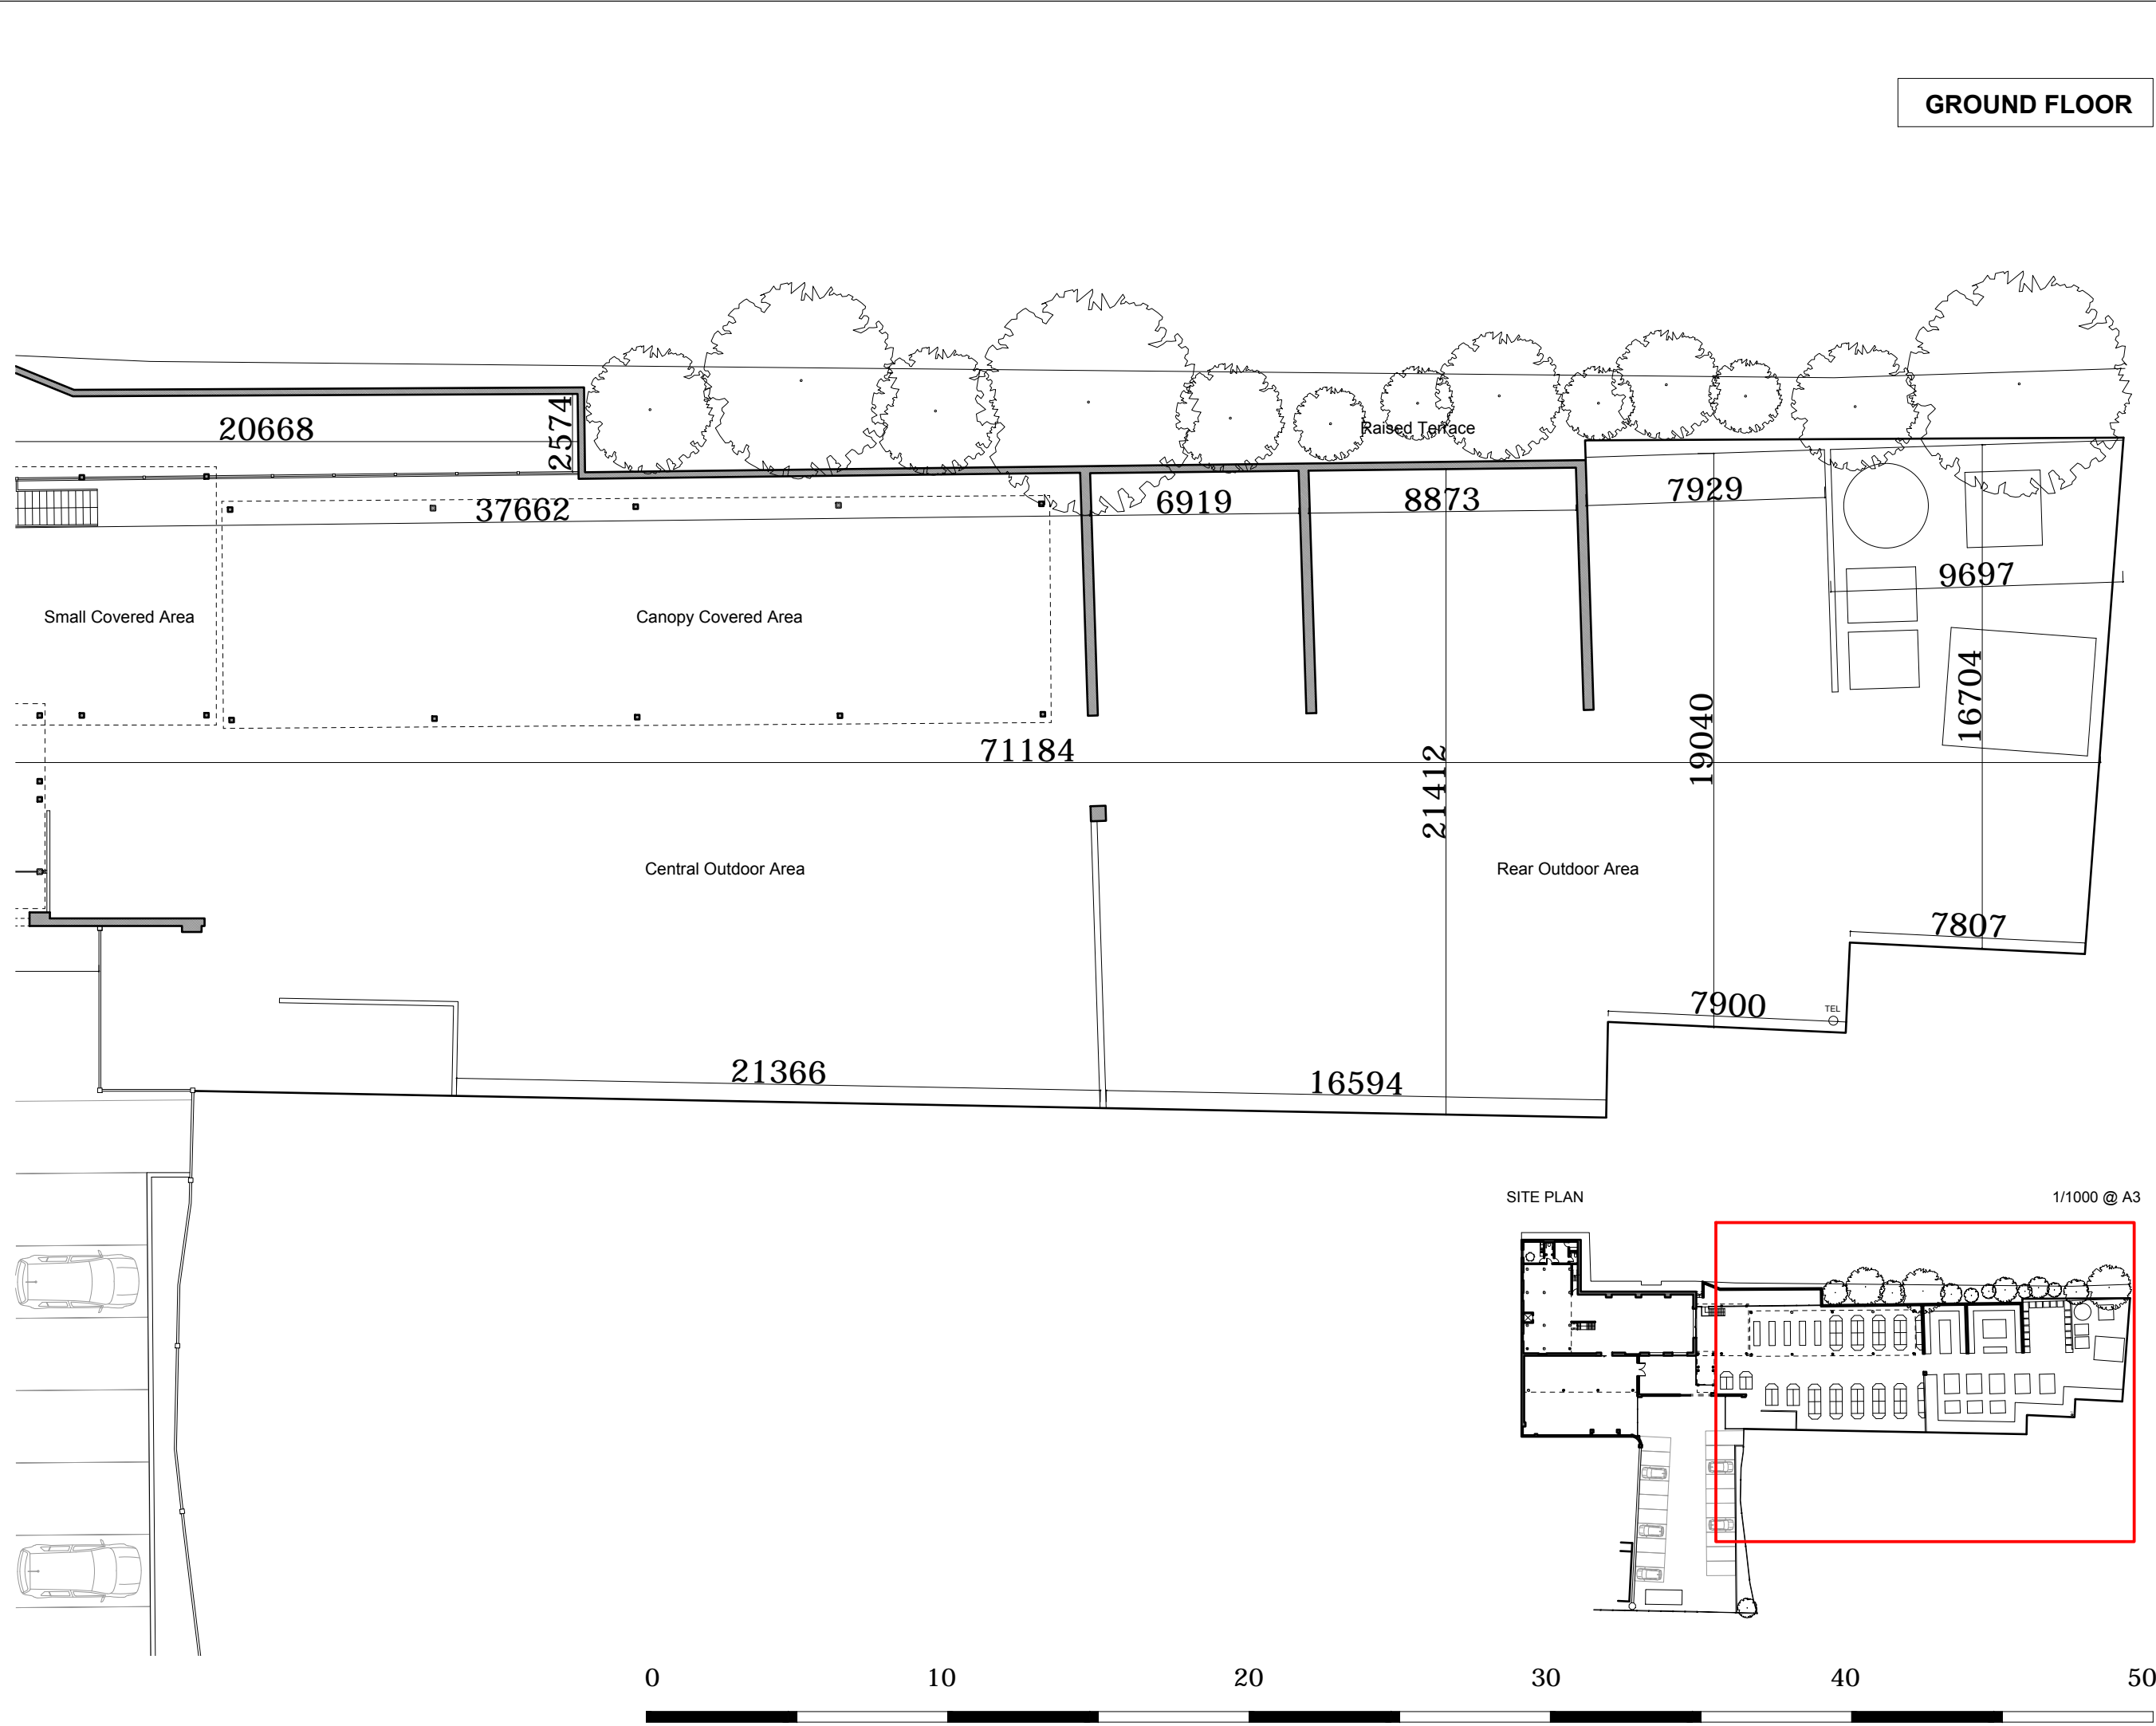 GROUND FLOOR
Raised Terrace
20668
2574
37662
6919
8873
7929
9697
Small Covered Area
Canopy Covered Area
16704
19040
71184
21412
Central Outdoor Area
Rear Outdoor Area
7807
7900
TEL
21366
16594
SITE PLAN
1/1000 @ A3
0 10 20 30 40 50